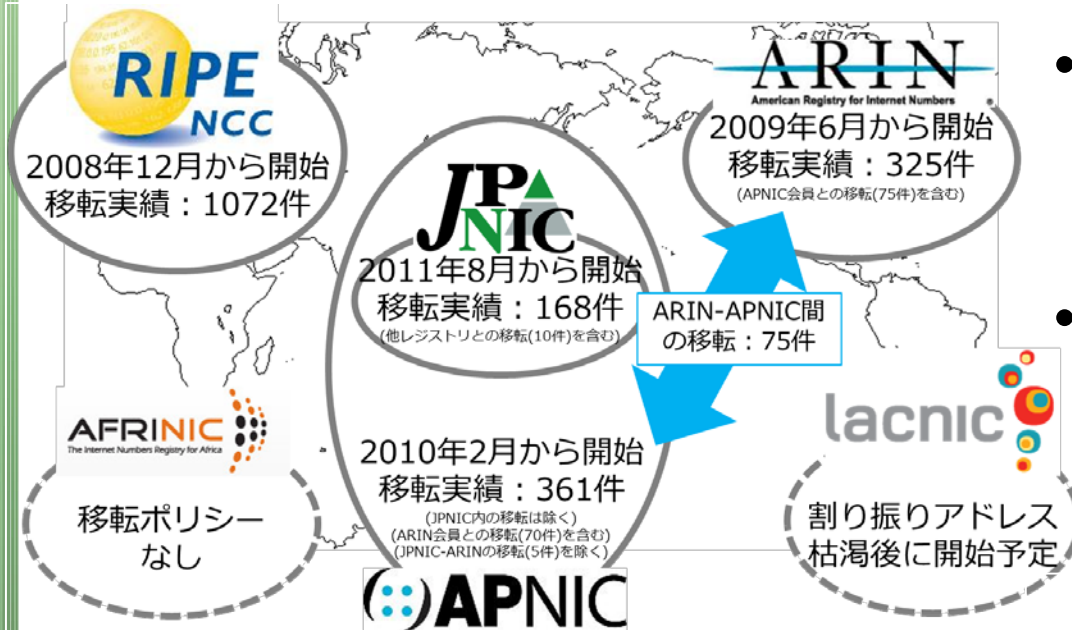 RIPE
NCC
2008年12月から開始
移転実績：1072件
ARIN
American Registry for Internet Numbers
2009年6月から開始
移転実績：325件
(APNIC会員との移転(75件)を含む)
JP
NIC
2011年8月から開始
移転実績：168件
(他レジストリとの移転(10件)を含む)
ARIN-APNIC間
の移転：75件
AFRINIC
The Internet Numbers Registry for Africa
移転ポリシー
なし
2010年2月から開始
移転実績：361件
(JPNIC内の移転は除く)
(ARIN会員との移転(70件)を含む)
(JPNIC-ARINの移転(5件)を除く)
APNIC
lacnic
割り振りアドレス
枯渇後に開始予定